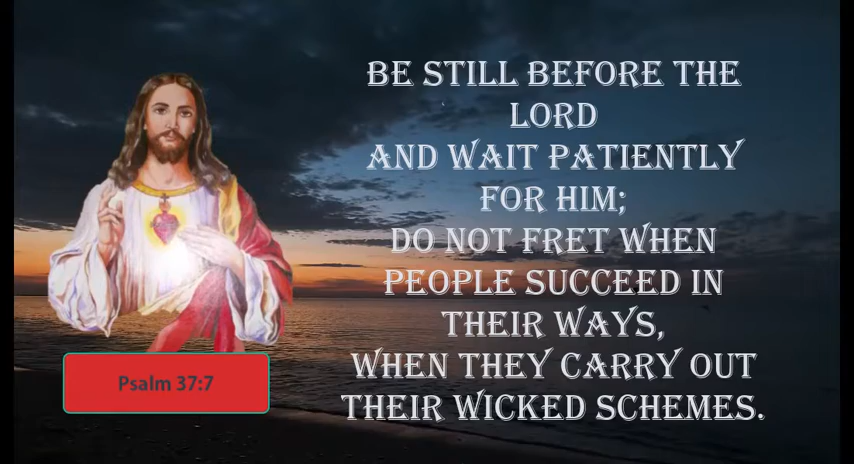 BE STILL BEFORE THE
LORD
AND WAIT PATIENTLY
FOR HIM;
DO NOT FRET WHEN
PEOPLE SUCCEED IN
THEIR WAYS,
WHEN THEY CARRY OUT
THEIR WICKED SCHEMES.
Psalm 37:7